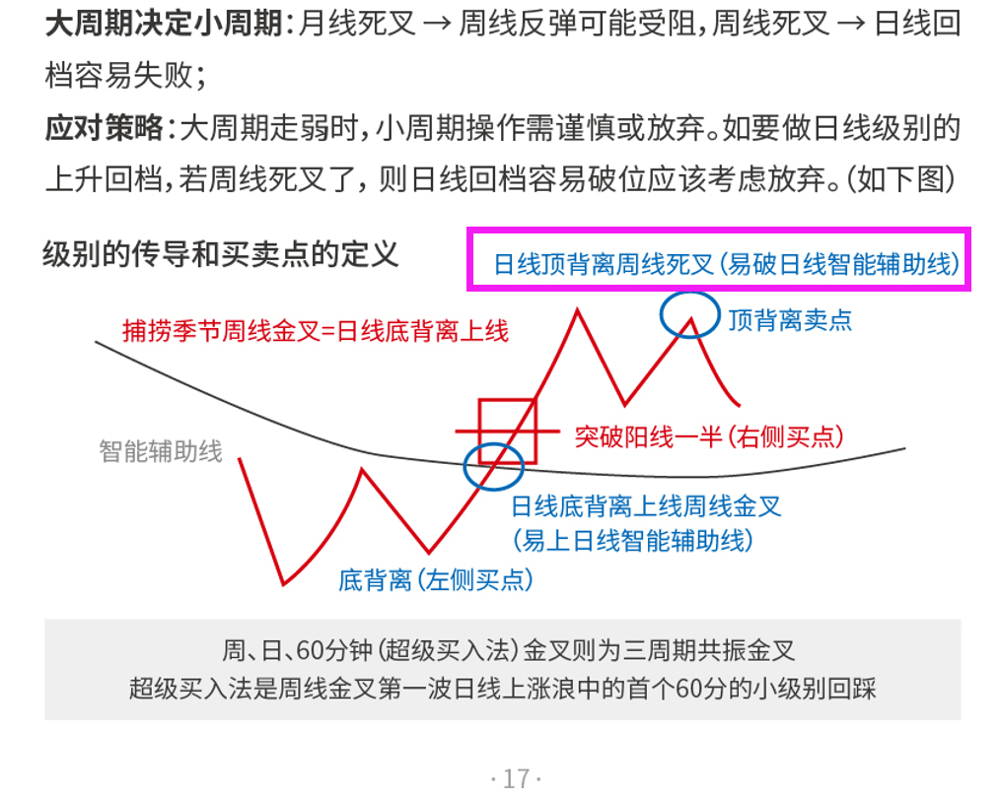 大周期决定小周期：月线死叉 → 周线反弹可能受阻，周线死叉 → 日线回
档容易失败；
应对策略：大周期走弱时，小周期操作需谨慎或放弃。如要做日线级别的
上升回档，若周线死叉了，则日线回档容易破位应该考虑放弃。（如下图）
级别的传导和买卖点的定义
日线顶背离周线死叉（易破日线智能辅助线）
捕捞季节周线金叉=日线底背离上线
顶背离卖点
智能辅助线
突破阳线一半（右侧买点）
日线底背离上线周线金叉
（易上日线智能辅助线）
底背离（左侧买点）
周、日、60分钟（超级买入法）金叉则为三周期共振金叉
超级买入法是周线金叉第一波日线上涨浪中的首个60分的小级别回踩
·17·